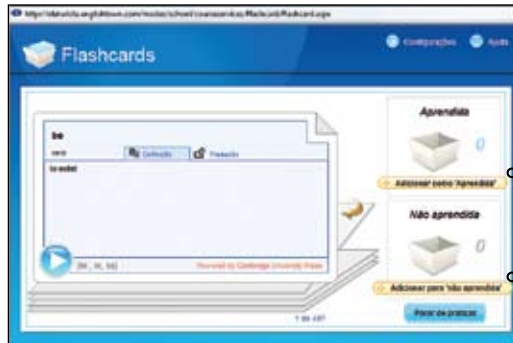 Flashcards
Configurações
Ajuda
be
verb
Definição
Tradução
to exist
Powered by Cambridge University Press
Aprendida
0
Adicionar como 'Aprendida'
Não aprendida
0
Adicionar para 'não aprendida'
Parar de praticar